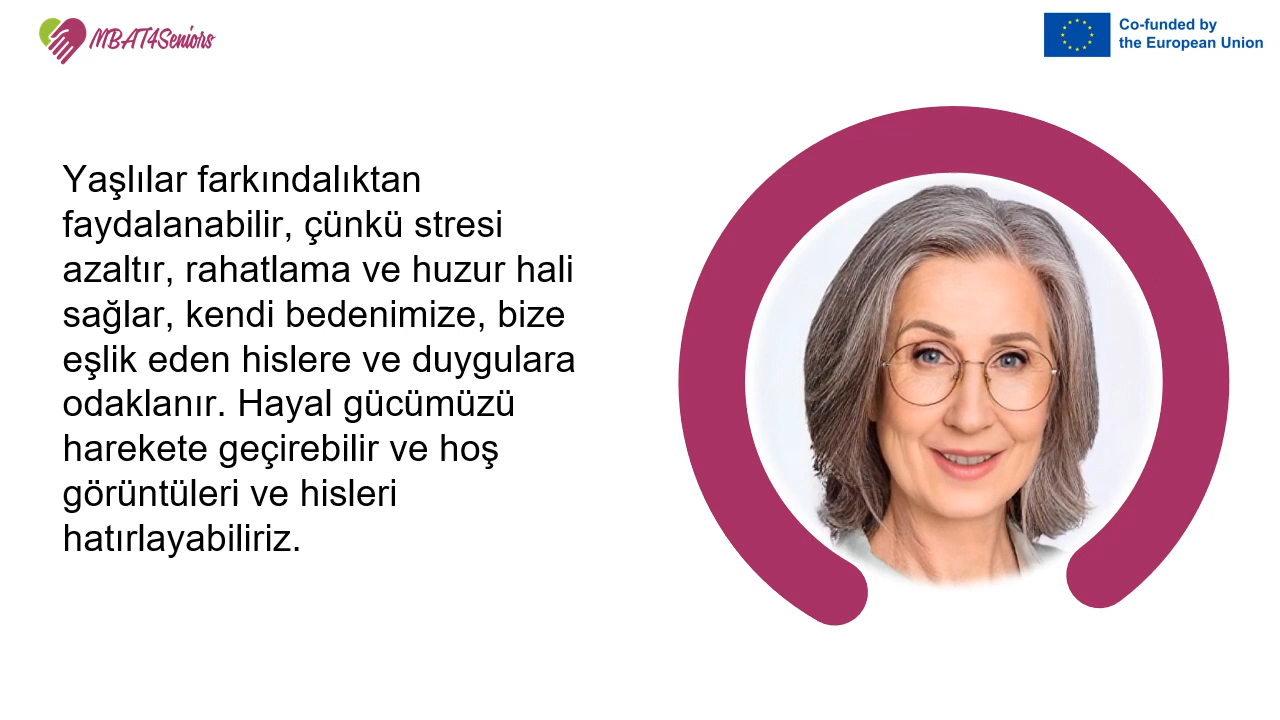 MBAT4Seniors
Co-funded by
the European Union
Yaşlılar farkındalıktan
faydalanabilir, çünkü stresi
azaltır, rahatlama ve huzur hali
sağlar, kendi bedenimize, bize
eşlik eden hislere ve duygulara
odaklanır. Hayal gücümüzü
harekete geçirebilir ve hoş
görüntüleri ve hisleri
hatırlayabiliriz.